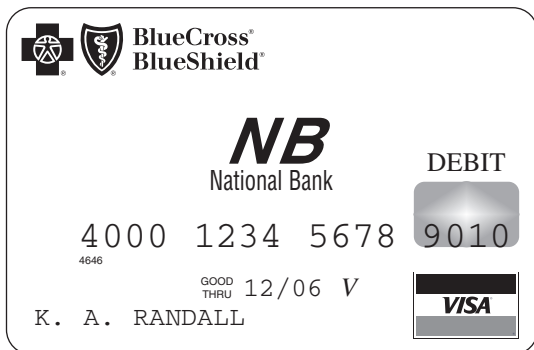 BlueCross®
BlueShield®
NB
National Bank
DEBIT
4000 1234 5678 9010
4646
GOOD THRU 12/06 V
K. A. RANDALL
VISA